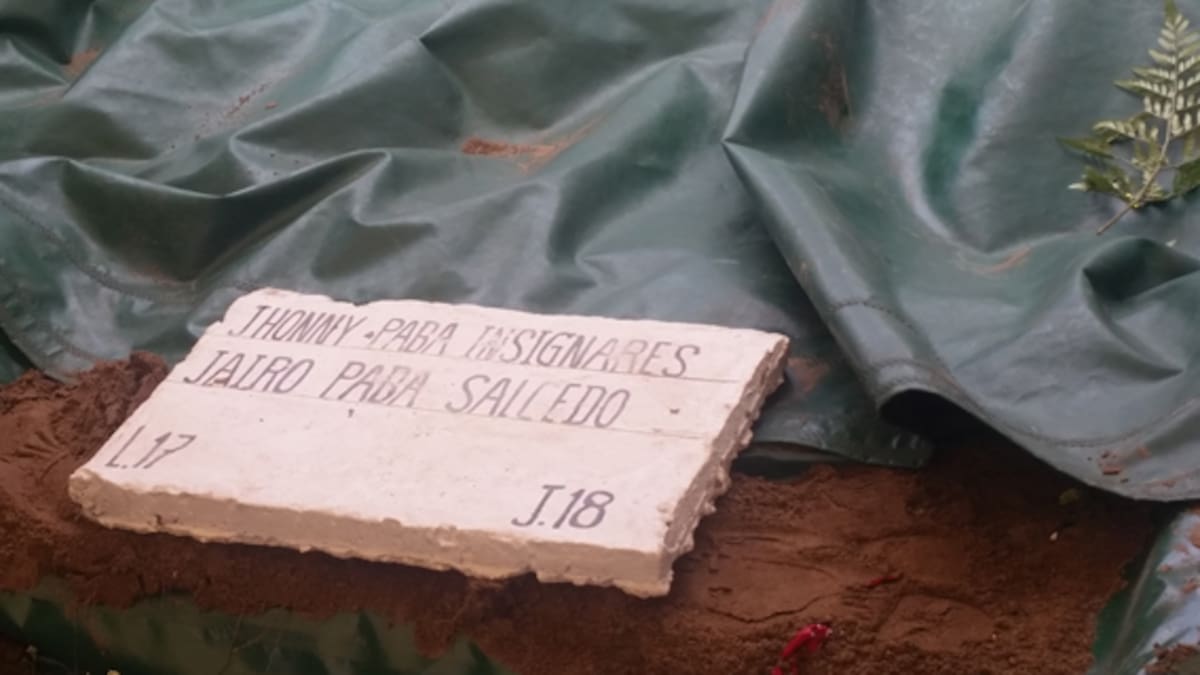 JHONNY PABA INSIGNARES
JAIRO PABA SALCEDO
L.17
J.18